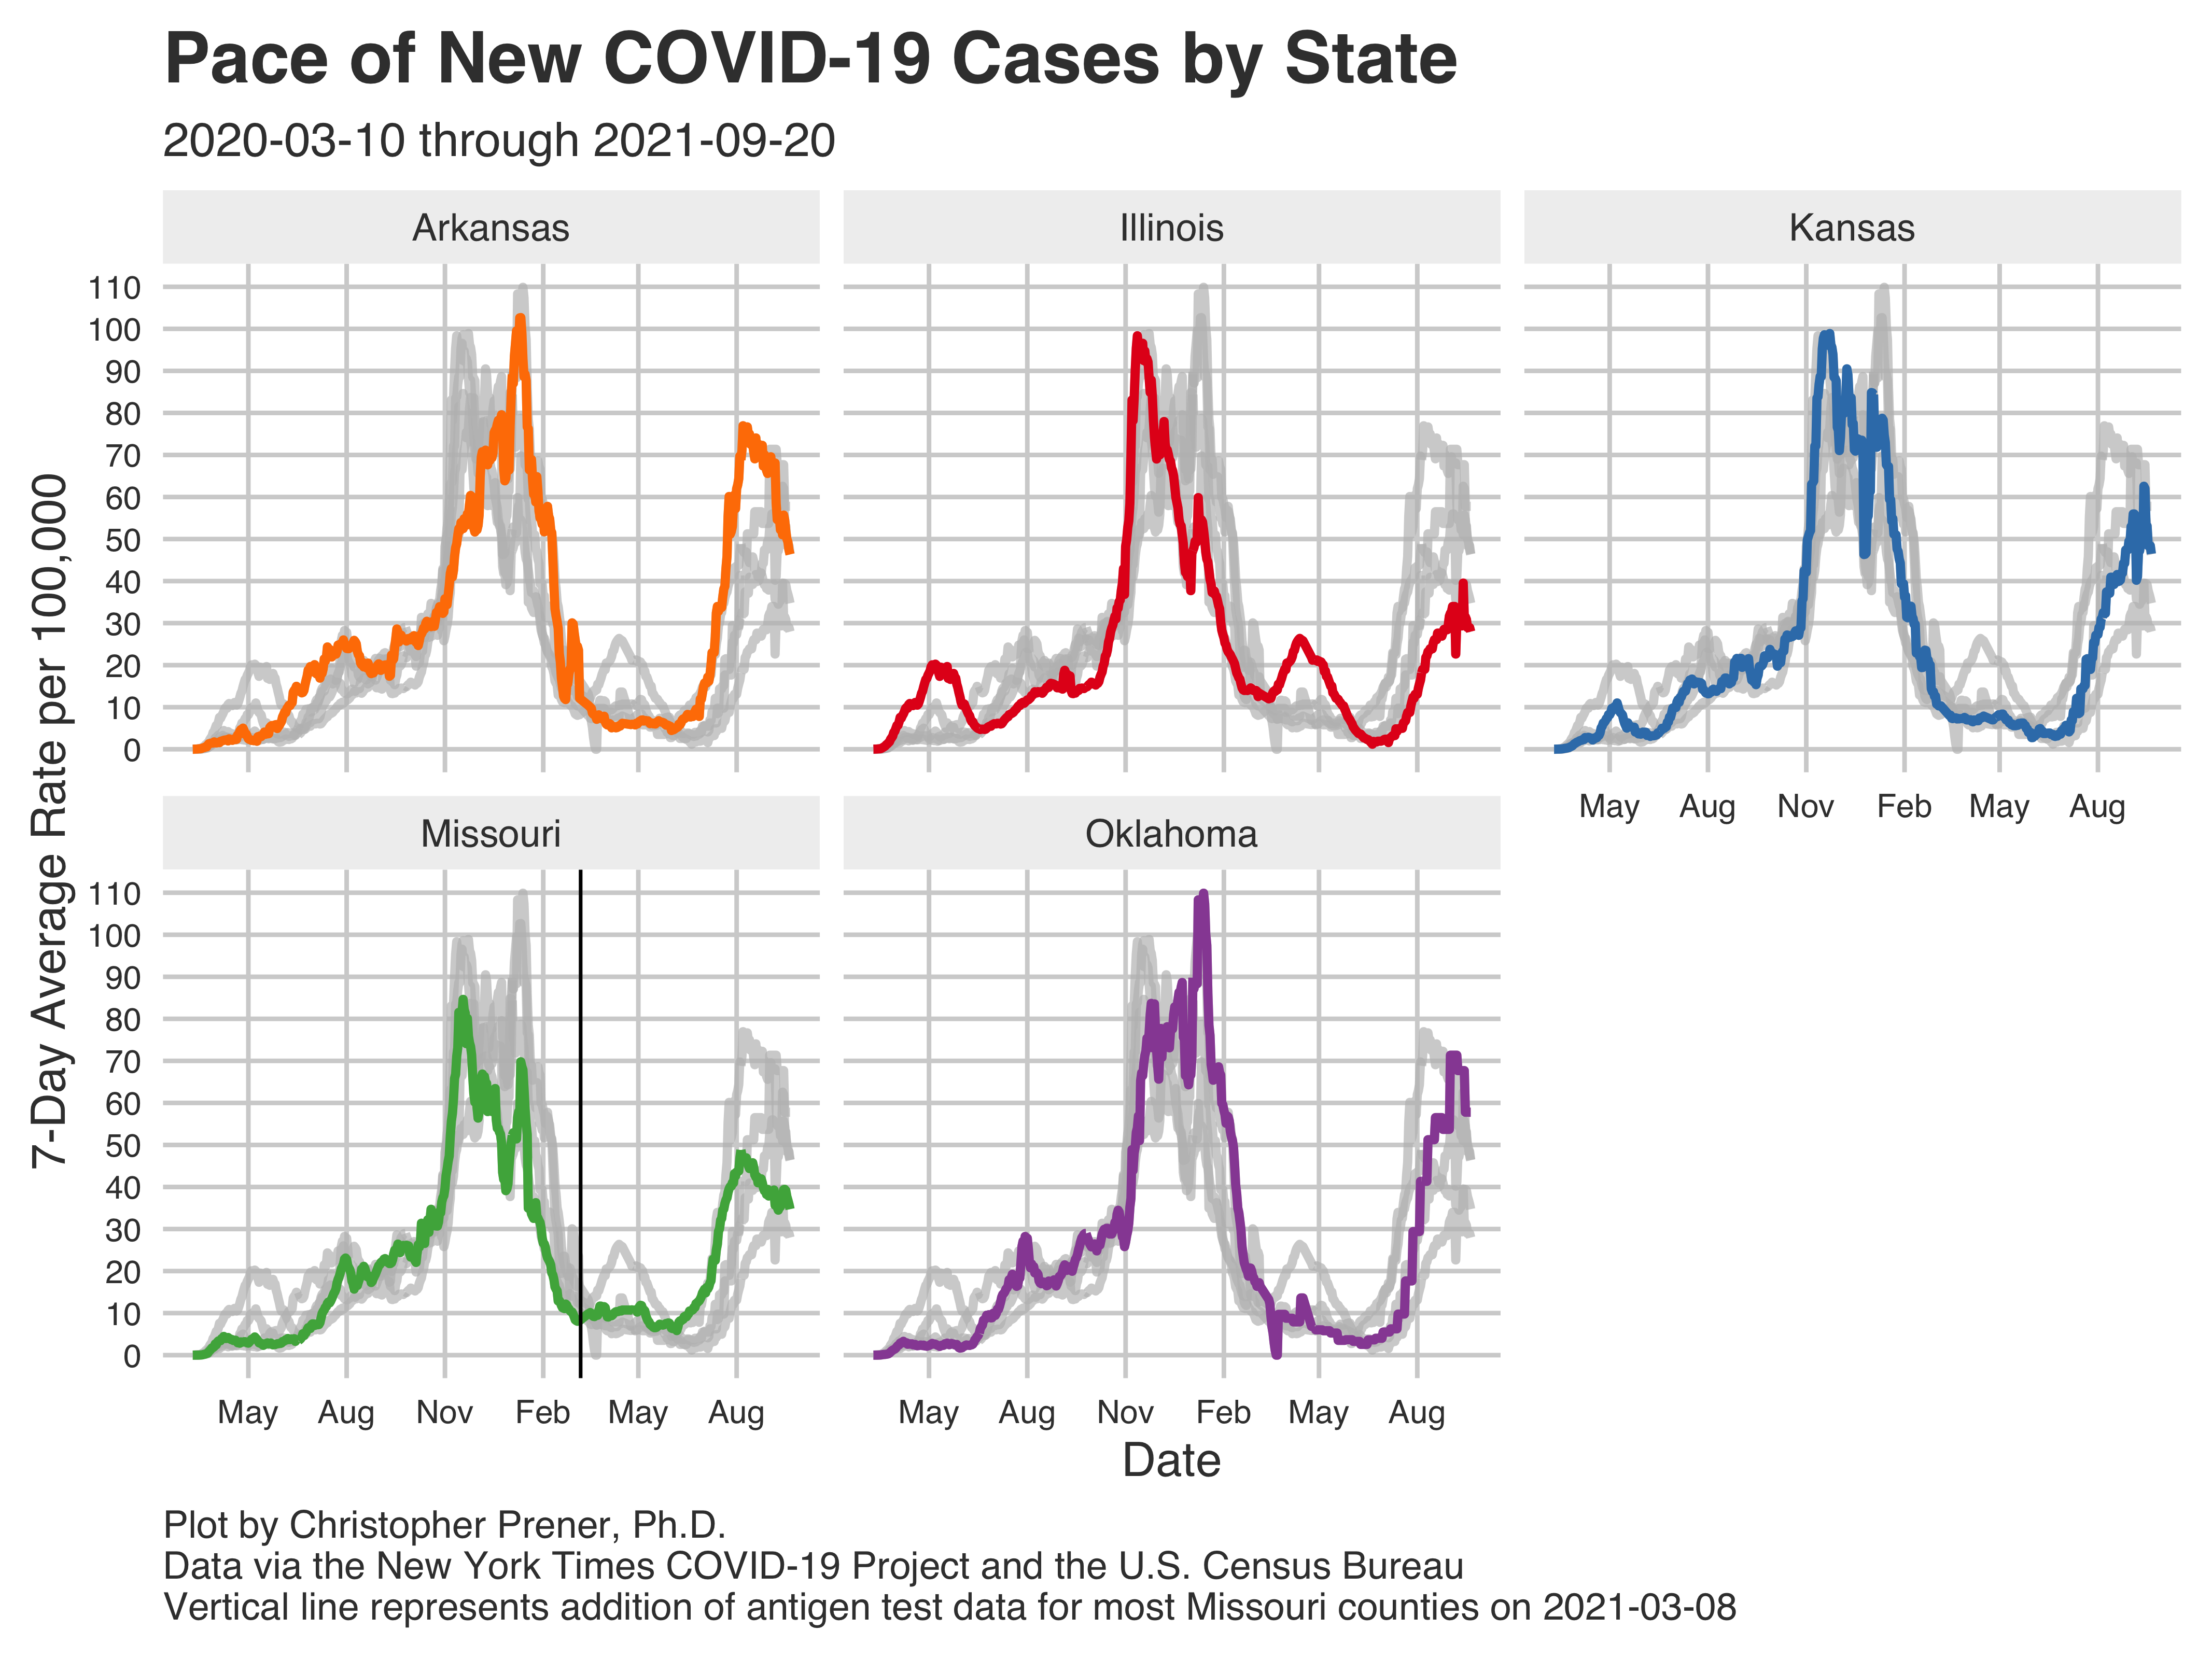 Pace of New COVID-19 Cases by State
2020-03-10 through 2021-09-20
7-Day Average Rate per 100,000
Arkansas
110
100
90
80
70
60
50
40
30
20
10
0
Illinois
Kansas
May Aug Nov Feb May Aug
Missouri
110
100
90
80
70
60
50
40
30
20
10
0
May Aug Nov Feb May Aug
Oklahoma
May Aug Nov Feb May Aug
Date
Plot by Christopher Prener, Ph.D.
Data via the New York Times COVID-19 Project and the U.S. Census Bureau
Vertical line represents addition of antigen test data for most Missouri counties on 2021-03-08